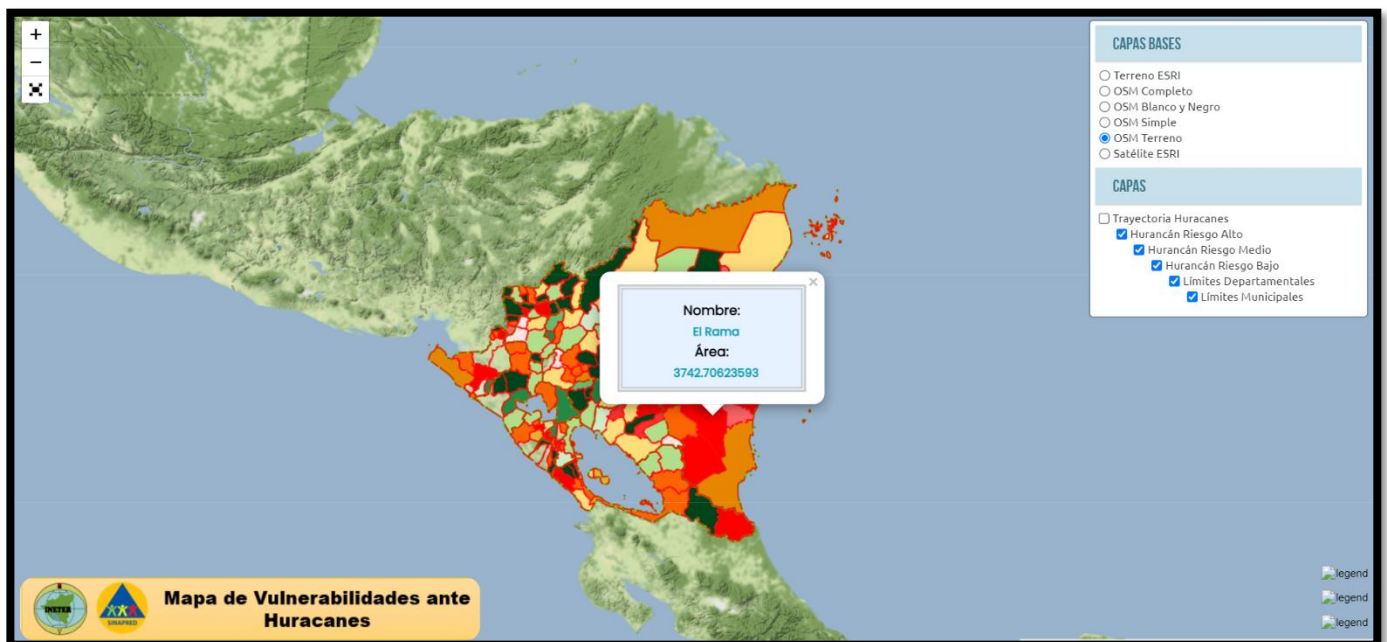 +
−
CAPAS BASES
Terreno ESRI
OSM Completo
OSM Blanco y Negro
OSM Simple
OSM Terreno
Satélite ESRI
CAPAS
Trayectoria Huracanes
Hurancán Riesgo Alto
Hurancán Riesgo Medio
Hurancán Riesgo Bajo
Límites Departamentales
Límites Municipales
×
Nombre:
El Rama
Área:
3742.70623593
legend
legend
legend
INETER
SINAPRED
Mapa de Vulnerabilidades ante
Huracanes